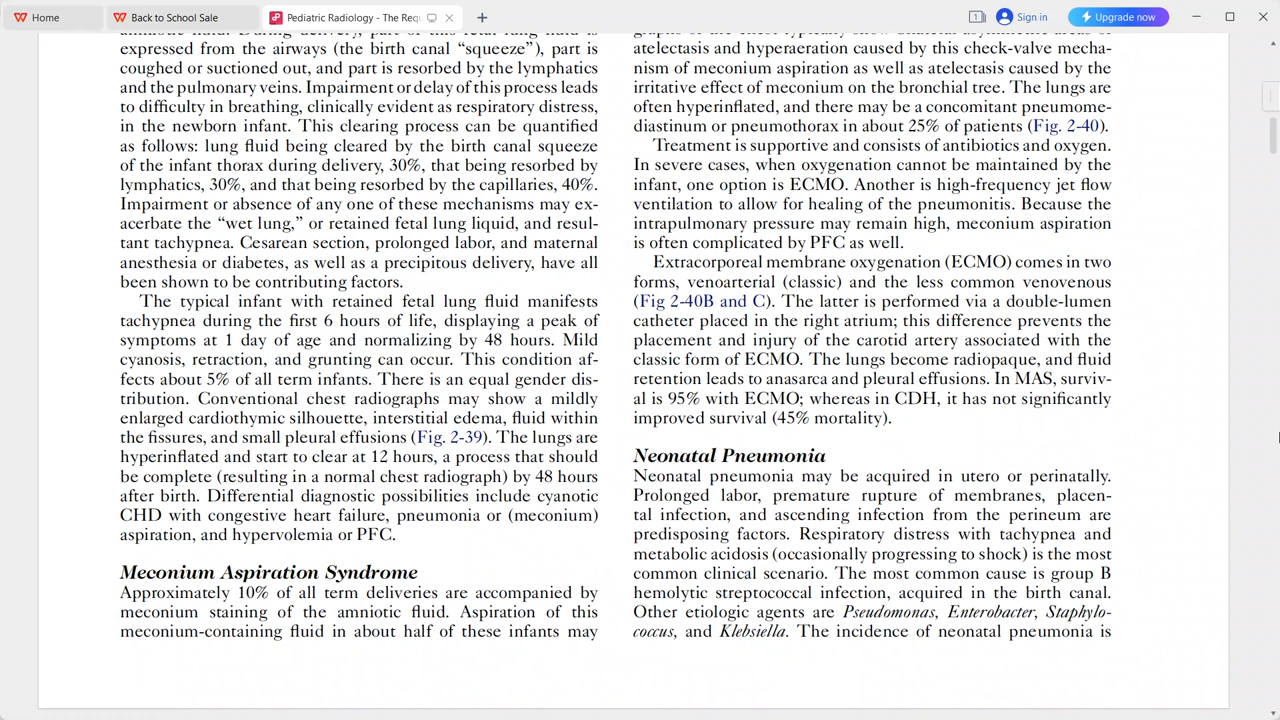 Home
Back to School Sale
Pediatric Radiology - The Req
1
Sign in
Upgrade now
expressed from the airways (the birth canal “squeeze”), part is
coughed or suctioned out, and part is resorbed by the lymphatics
and the pulmonary veins. Impairment or delay of this process leads
to difficulty in breathing, clinically evident as respiratory distress,
in the newborn infant. This clearing process can be quantified
as follows: lung fluid being cleared by the birth canal squeeze
of the infant thorax during delivery, 30%, that being resorbed by
lymphatics, 30%, and that being resorbed by the capillaries, 40%.
Impairment or absence of any one of these mechanisms may ex-
acerbate the “wet lung,” or retained fetal lung liquid, and resul-
tant tachypnea. Cesarean section, prolonged labor, and maternal
anesthesia or diabetes, as well as a precipitous delivery, have all
been shown to be contributing factors.
The typical infant with retained fetal lung fluid manifests
tachypnea during the first 6 hours of life, displaying a peak of
symptoms at 1 day of age and normalizing by 48 hours. Mild
cyanosis, retraction, and grunting can occur. This condition af-
fects about 5% of all term infants. There is an equal gender dis-
tribution. Conventional chest radiographs may show a mildly
enlarged cardiothymic silhouette, interstitial edema, fluid within
the fissures, and small pleural effusions (Fig. 2-39). The lungs are
hyperinflated and start to clear at 12 hours, a process that should
be complete (resulting in a normal chest radiograph) by 48 hours
after birth. Differential diagnostic possibilities include cyanotic
CHD with congestive heart failure, pneumonia or (meconium)
aspiration, and hypervolemia or PFC.
Meconium Aspiration Syndrome
Approximately 10% of all term deliveries are accompanied by
meconium staining of the amniotic fluid. Aspiration of this
meconium-containing fluid in about half of these infants may
atelectasis and hyperaeration caused by this check-valve mecha-
nism of meconium aspiration as well as atelectasis caused by the
irritative effect of meconium on the bronchial tree. The lungs are
often hyperinflated, and there may be a concomitant pneumome-
diastinum or pneumothorax in about 25% of patients (Fig. 2-40).
Treatment is supportive and consists of antibiotics and oxygen.
In severe cases, when oxygenation cannot be maintained by the
infant, one option is ECMO. Another is high-frequency jet flow
ventilation to allow for healing of the pneumonitis. Because the
intrapulmonary pressure may remain high, meconium aspiration
is often complicated by PFC as well.
Extracorporeal membrane oxygenation (ECMO) comes in two
forms, venoarterial (classic) and the less common venovenous
(Fig 2-40B and C). The latter is performed via a double-lumen
catheter placed in the right atrium; this difference prevents the
placement and injury of the carotid artery associated with the
classic form of ECMO. The lungs become radiopaque, and fluid
retention leads to anasarca and pleural effusions. In MAS, surviv-
al is 95% with ECMO; whereas in CDH, it has not significantly
improved survival (45% mortality).
Neonatal Pneumonia
Neonatal pneumonia may be acquired in utero or perinatally.
Prolonged labor, premature rupture of membranes, placen-
tal infection, and ascending infection from the perineum are
predisposing factors. Respiratory distress with tachypnea and
metabolic acidosis (occasionally progressing to shock) is the most
common clinical scenario. The most common cause is group B
hemolytic streptococcal infection, acquired in the birth canal.
Other etiologic agents are Pseudomonas, Enterobacter, Staphylo-
coccus, and Klebsiella. The incidence of neonatal pneumonia is